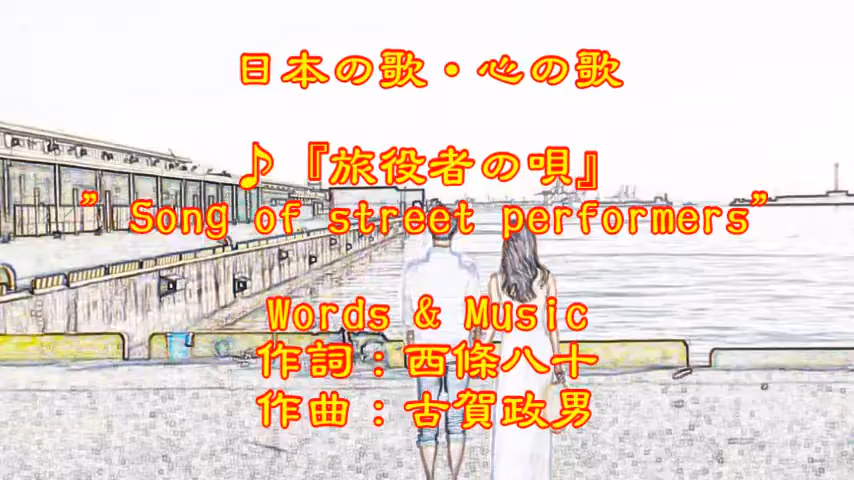 日本の歌・心の歌
♪『旅役者の唄』
” Song of street performers”
Words & Music
作詞：西條八十
作曲：古賀政男